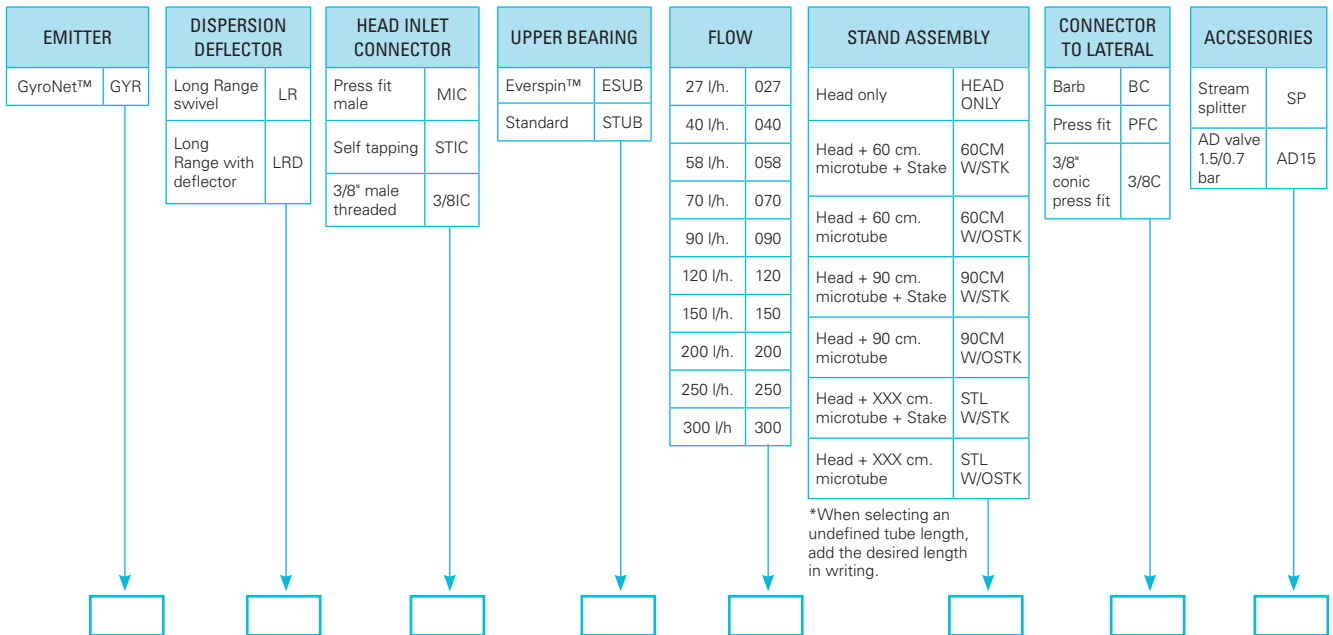 EMITTER
GyroNet™ GYR
DISPERSION
DEFLECTOR
Long Range
swivel
LR
Long
Range with
deflector
LRD
HEAD INLET
CONNECTOR
Press fit
male
MIC
Self tapping STIC
3/8" male
threaded
3/8IC
UPPER BEARING
Everspin™ ESUB
Standard STUB
FLOW
27 l/h. 027
40 l/h. 040
58 l/h. 058
70 l/h. 070
90 l/h. 090
120 l/h. 120
150 l/h. 150
200 l/h. 200
250 l/h. 250
300 l/h 300
STAND ASSEMBLY
Head only
HEAD
ONLY
Head + 60 cm.
microtube + Stake
60CM
W/STK
Head + 60 cm.
microtube
60CM
W/OSTK
Head + 90 cm.
microtube + Stake
90CM
W/STK
Head + 90 cm.
microtube
90CM
W/OSTK
Head + XXX cm.
microtube + Stake
STL
W/STK
Head + XXX cm.
microtube
STL
W/OSTK
*When selecting an
undefined tube length,
add the desired length
in writing.
CONNECTOR
TO LATERAL
Barb BC
Press fit PFC
3/8"
conic
press fit
3/8C
ACCSESORIES
Stream
splitter
SP
AD valve
1.5/0.7
bar
AD15